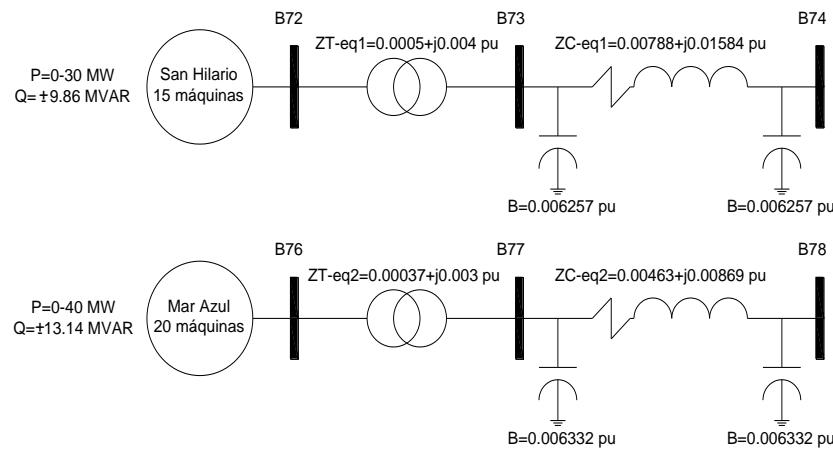 B72
B73
B74
ZT-eq1=0.0005+j0.004 pu
ZC-eq1=0.00788+j0.01584 pu
P=0-30 MW
Q= ±9.86 MVAR
San Hilario
15 máquinas
B=0.006257 pu
B=0.006257 pu
B76
B77
B78
ZT-eq2=0.00037+j0.003 pu
ZC-eq2=0.00463+j0.00869 pu
P=0-40 MW
Q=±13.14 MVAR
Mar Azul
20 máquinas
B=0.006332 pu
B=0.006332 pu